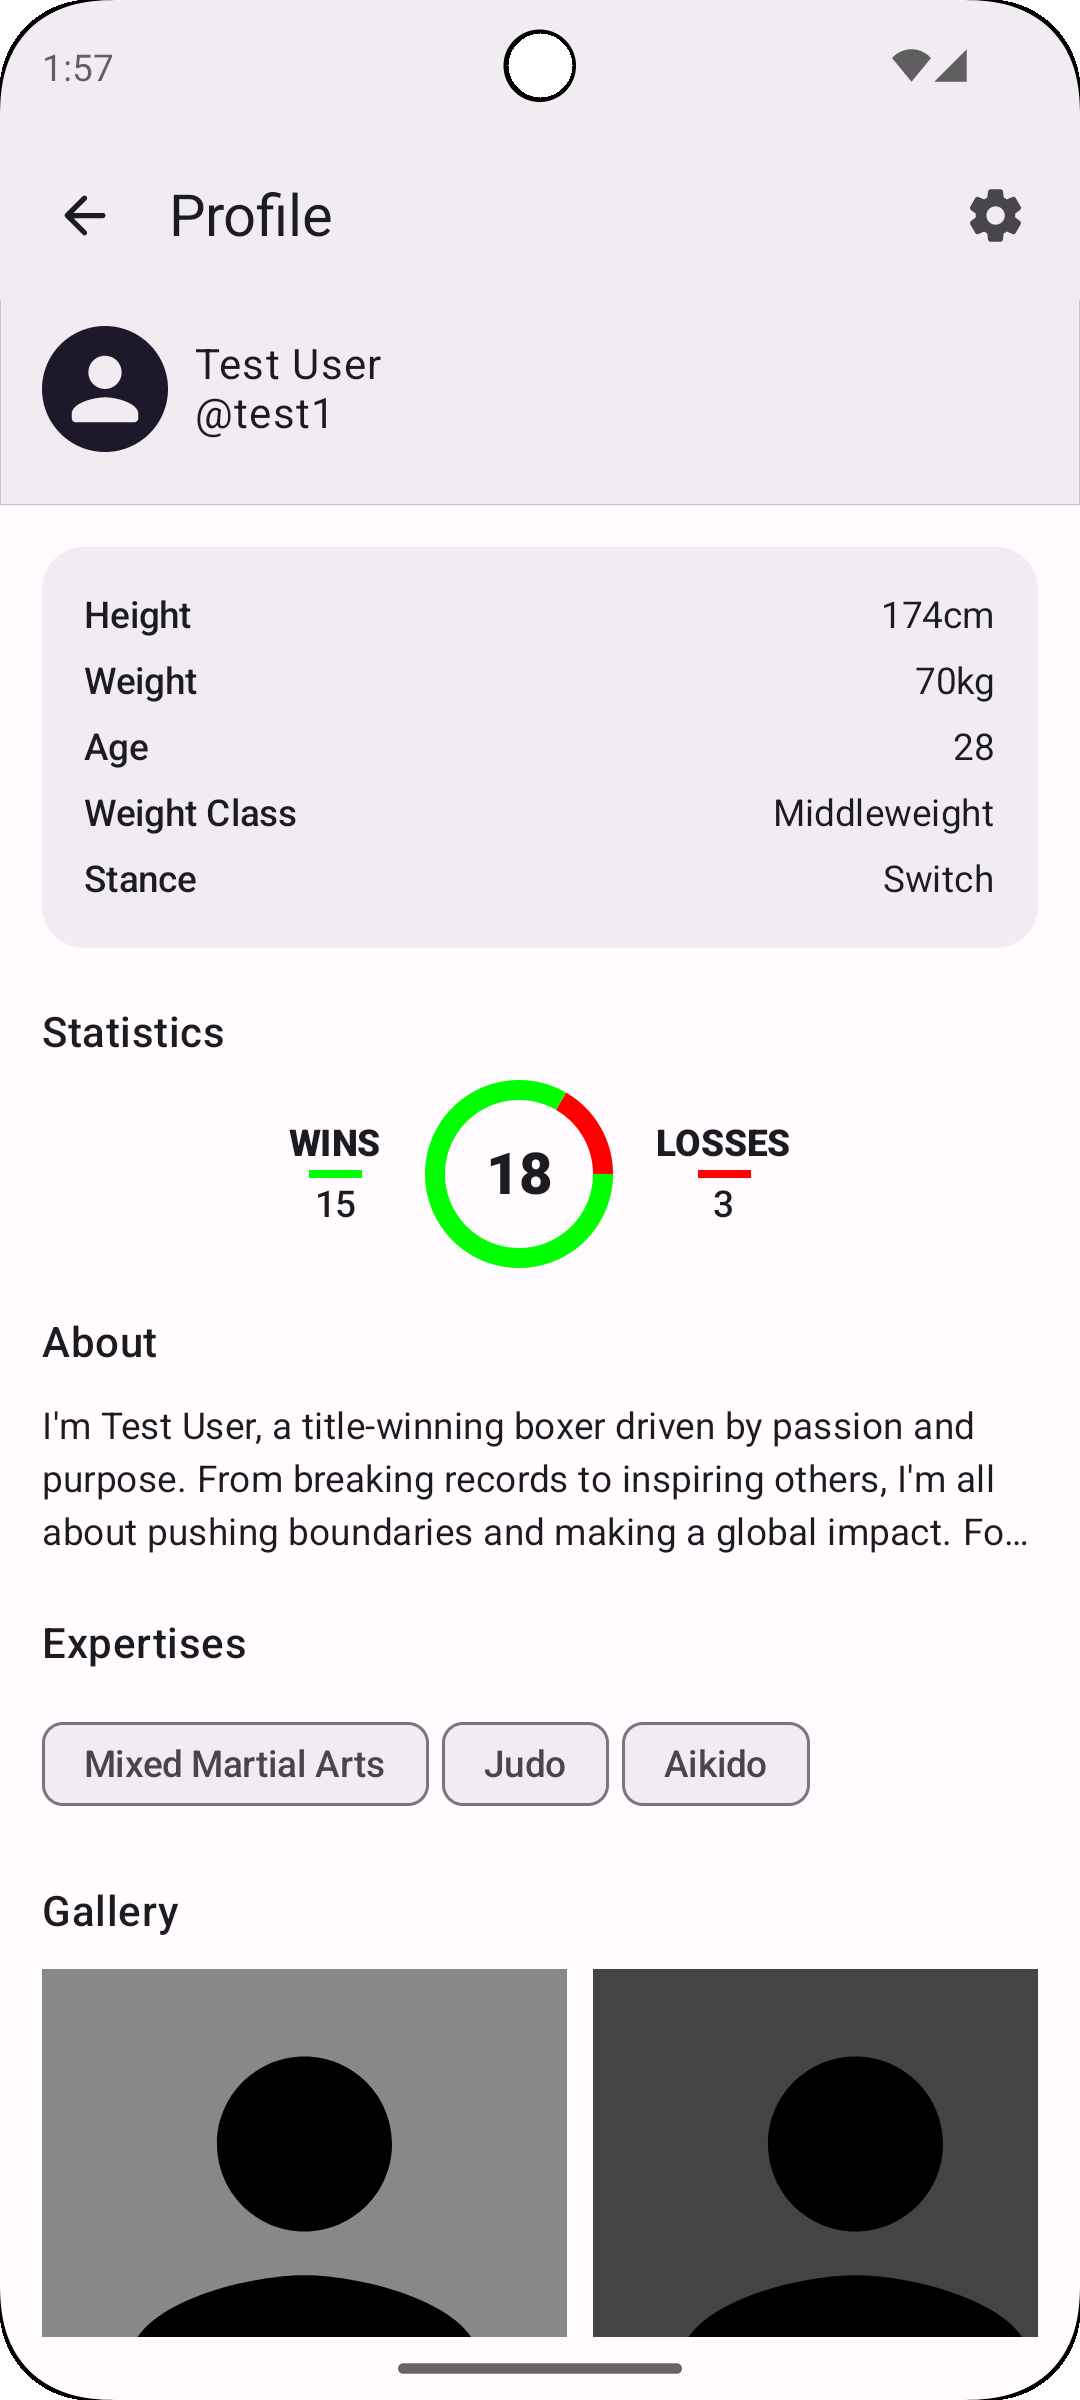 1:57
Profile
Test User
@test1
Height 174cm
Weight 70kg
Age 28
Weight Class Middleweight
Stance Switch
Statistics
WINS
15
18
LOSSES
3
About
I'm Test User, a title-winning boxer driven by passion and
purpose. From breaking records to inspiring others, I'm all
about pushing boundaries and making a global impact. Fo...
Expertises
Mixed Martial Arts Judo Aikido
Gallery